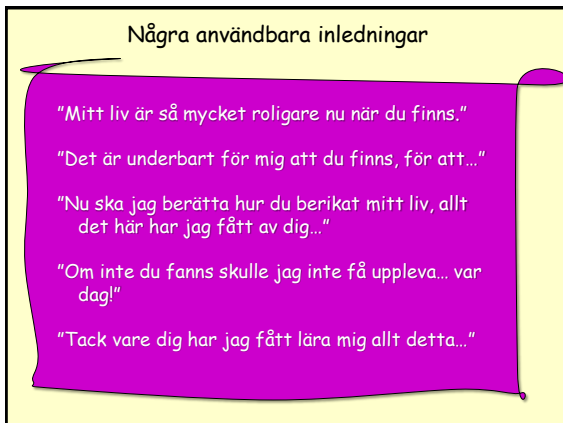 Några användbara inledningar
”Mitt liv är så mycket roligare nu när du finns.”
”Det är underbart för mig att du finns, för att…”
”Nu ska jag berätta hur du berikat mitt liv, allt
det här har jag fått av dig…”
”Om inte du fanns skulle jag inte få uppleva… var
dag!”
”Tack vare dig har jag fått lära mig allt detta…”